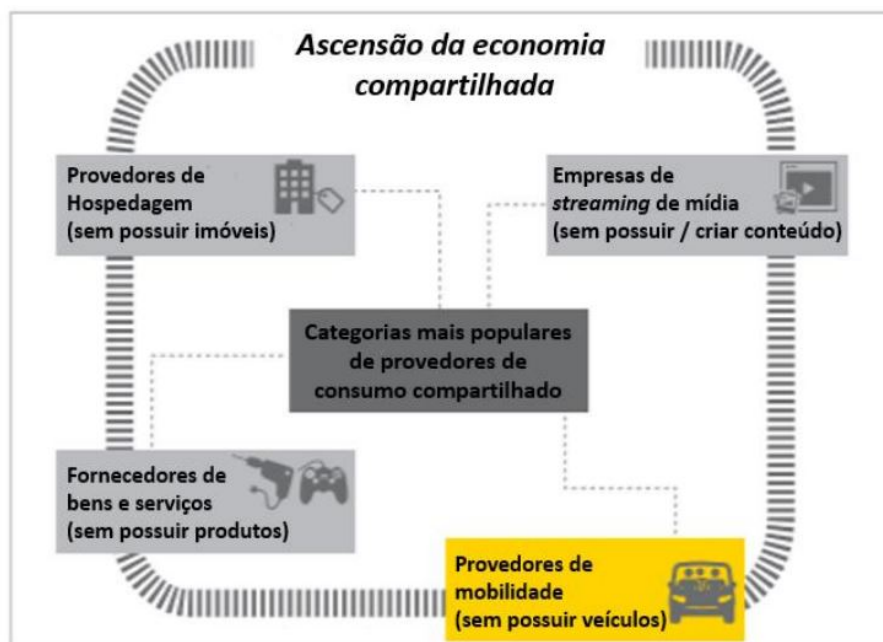 Ascensão da economia
compartilhada
Provedores de
Hospedagem
(sem possuir imóveis)
Empresas de
streaming de mídia
(sem possuir / criar conteúdo)
Categorias mais populares
de provedores de
consumo compartilhado
Fornecedores de
bens e serviços
(sem possuir produtos)
Provedores de
mobilidade
(sem possuir veículos)